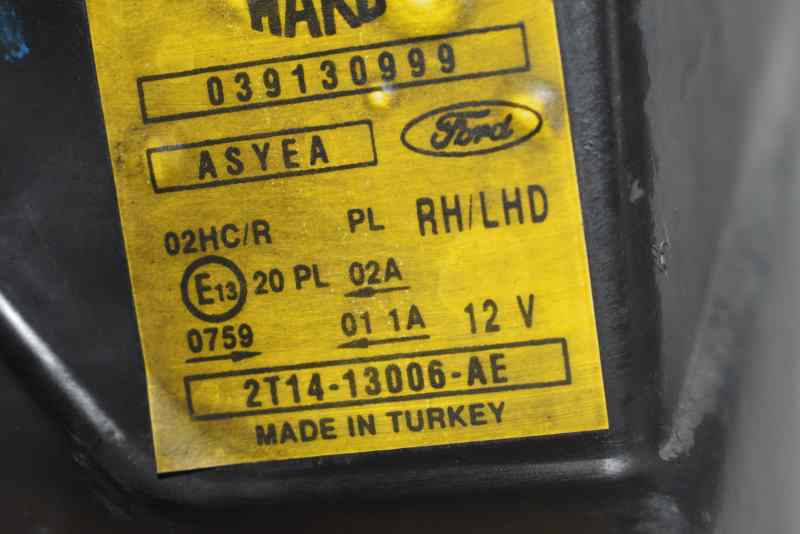 039130999
ASYEA
Ford
02HC/R PL RH/LHD
E13 20 PL 02A
0759 01 1A 12 V
2T14-13006-AE
MADE IN TURKEY